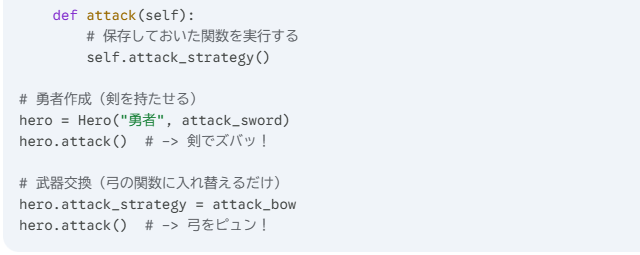 def attack(self):
        # 保存しておいた関数を実行する
        self.attack_strategy()

# 勇者作成（剣を持たせる）
hero = Hero("勇者", attack_sword)
hero.attack()  # -> 剣でズバッ！

# 武器交換（弓の関数に入れ替えるだけ）
hero.attack_strategy = attack_bow
hero.attack()  # -> 弓をピュン！